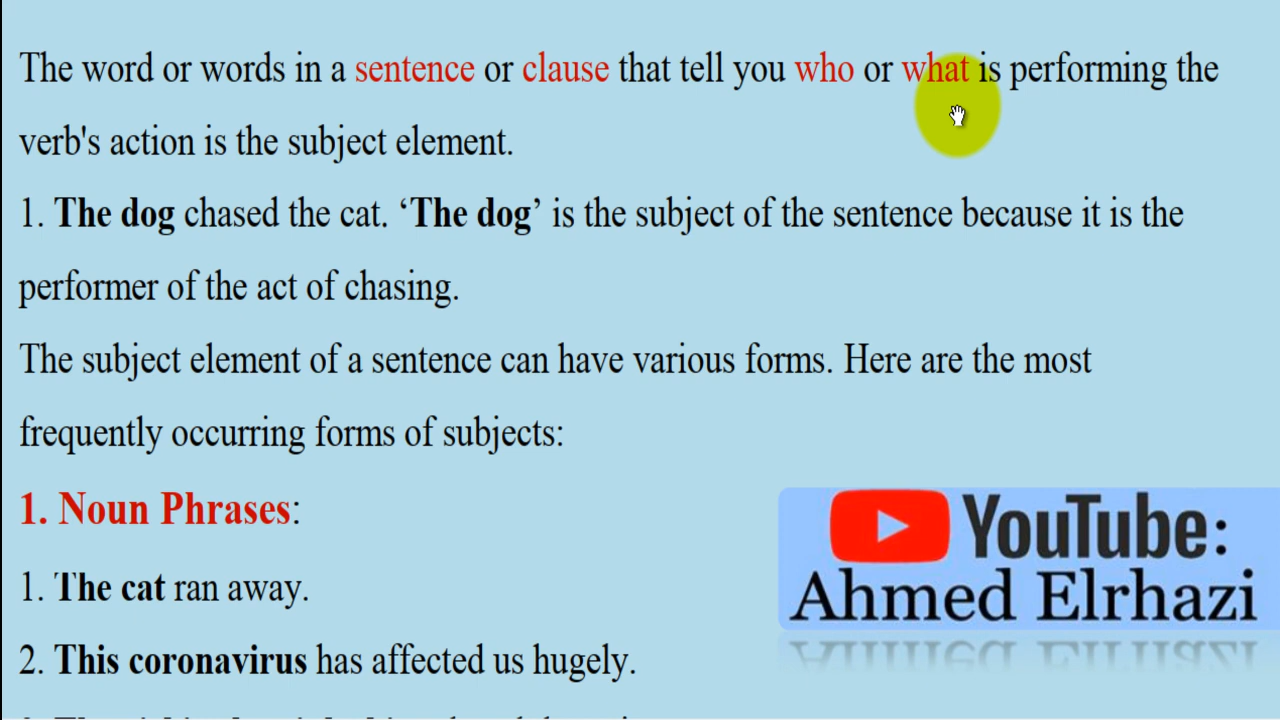 The word or words in a sentence or clause that tell you who or what is performing the
verb's action is the subject element.
1. The dog chased the cat. ‘The dog’ is the subject of the sentence because it is the
performer of the act of chasing.
The subject element of a sentence can have various forms. Here are the most
frequently occurring forms of subjects:
1. Noun Phrases:
1. The cat ran away.
2. This coronavirus has affected us hugely.
YouTube:
Ahmed Elrhazi